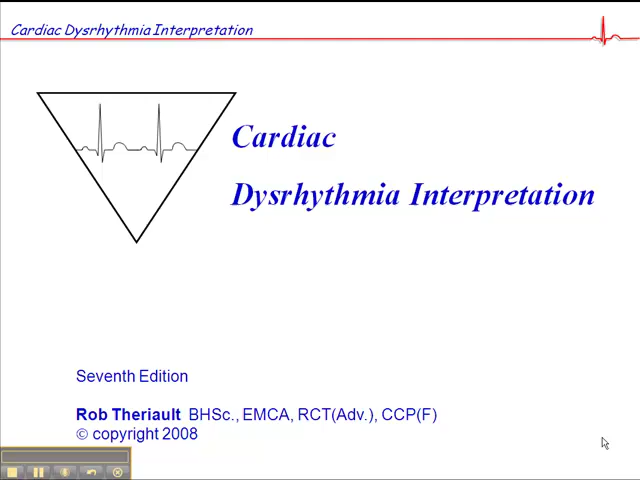 Cardiac Dysrhythmia Interpretation
Cardiac
Dysrhythmia Interpretation
Seventh Edition
Rob Theriault BHSc., EMCA, RCT(Adv.), CCP(F)
© copyright 2008